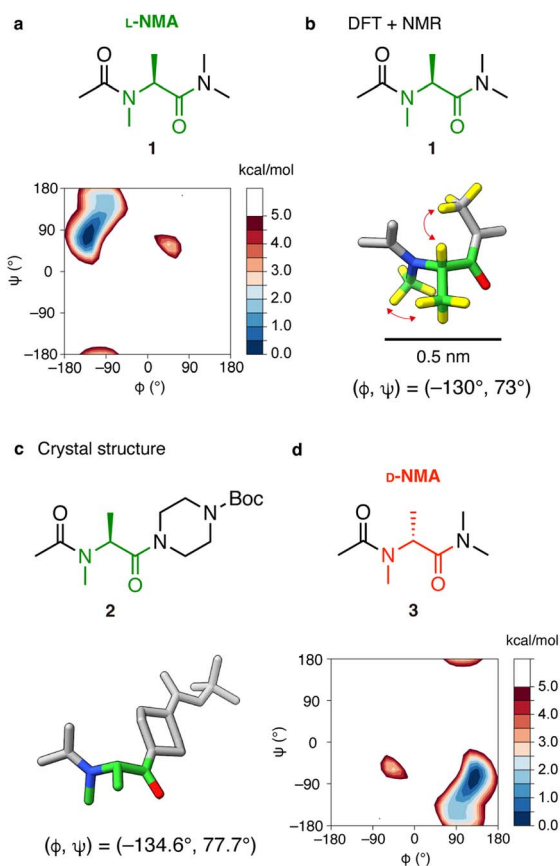 a
L-NMA
O
N
N
O
1
kcal/mol
180
90
0
−90
−180
ψ (°)
−180 −90 0 90 180
ϕ (°)
5.0
4.0
3.0
2.0
1.0
0.0
b DFT + NMR
O
N
N
O
1
0.5 nm
(ϕ, ψ) = (−130°, 73°)
c Crystal structure
O
N
N
O
N
Boc
2
(ϕ, ψ) = (−134.6°, 77.7°)
d
D-NMA
O
N
N
O
3
kcal/mol
180
90
0
−90
−180
ψ (°)
−180 −90 0 90 180
ϕ (°)
5.0
4.0
3.0
2.0
1.0
0.0